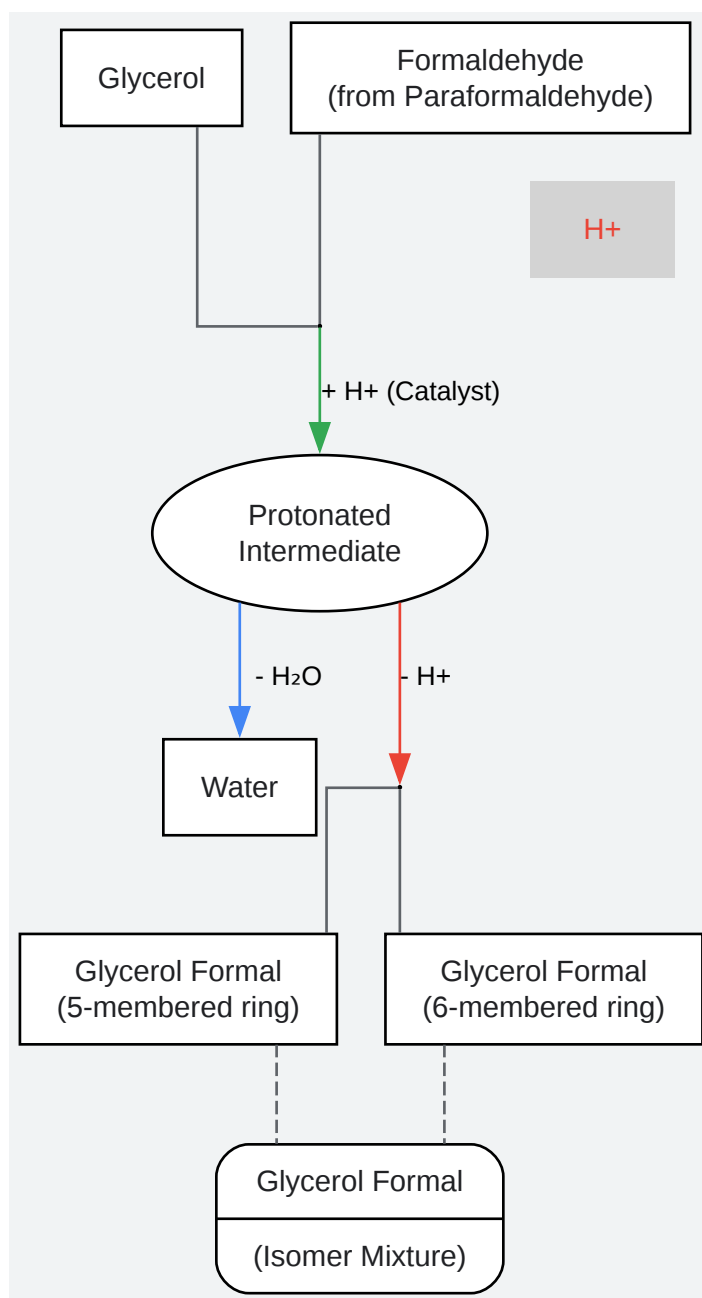 Glycerol
Formaldehyde
(from Paraformaldehyde)
H+
+ H+ (Catalyst)
Protonated
Intermediate
- H₂O
- H+
Water
Glycerol Formal
(5-membered ring)
Glycerol Formal
(6-membered ring)
Glycerol Formal
(Isomer Mixture)